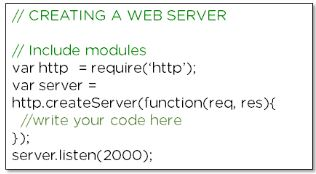 // CREATING A WEB SERVER
// Include modules
var http = require(‘http’);
var server =
http.createServer(function(req, res){
//write your code here
});
server.listen(2000);